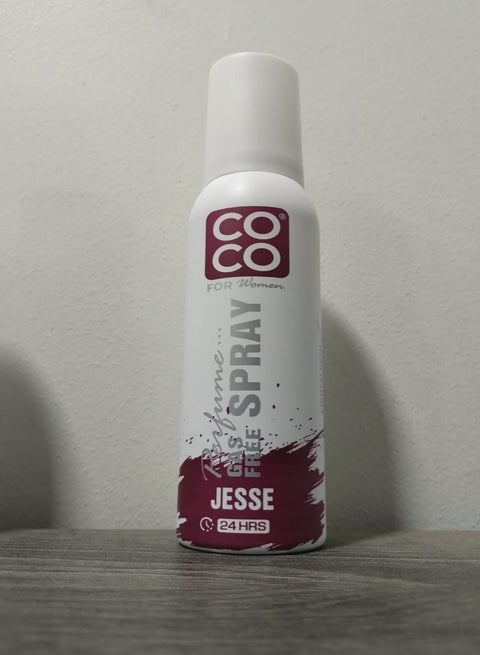 CO®
CO
FOR Women
Perfume...
GAS
FREE SPRAY
JESSE
24 HRS